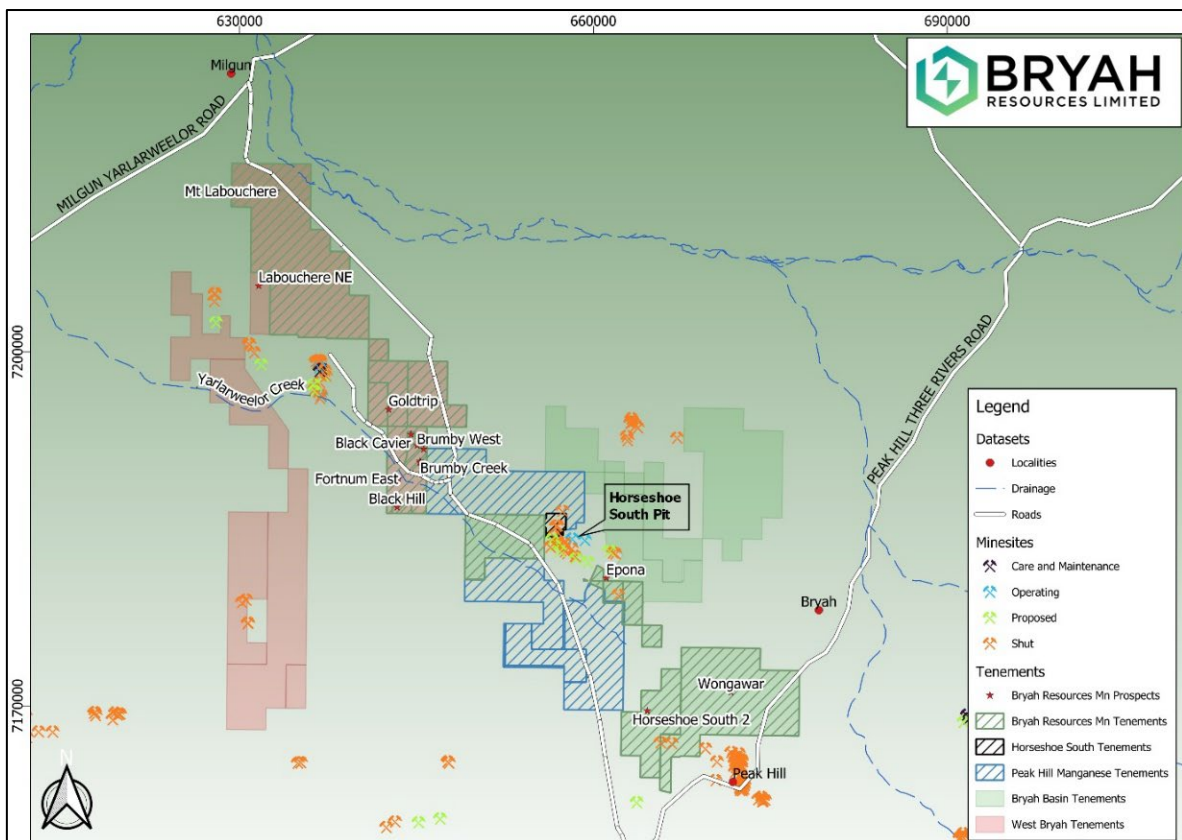 630000
660000
690000
7200000
7170000
BRYAH
RESOURCES LIMITED
Milgun
MILGUN YARLARWEELOR ROAD
Mt Labouchere
Labouchere NE
Yarlarweelor Creek
Goldtrip
Black Cavier
Brumby West
Brumby Creek
Fortnum East
Black Hill
Horseshoe
South Pit
Epona
Bryah
PEAK HILL THREE RIVERS ROAD
Wongawar
Horseshoe South 2
Peak Hill
N
Legend
Datasets
Localities
Drainage
Roads
Minesites
Care and Maintenance
Operating
Proposed
Shut
Tenements
Bryah Resources Mn Prospects
Bryah Resources Mn Tenements
Horseshoe South Tenements
Peak Hill Manganese Tenements
Bryah Basin Tenements
West Bryah Tenements